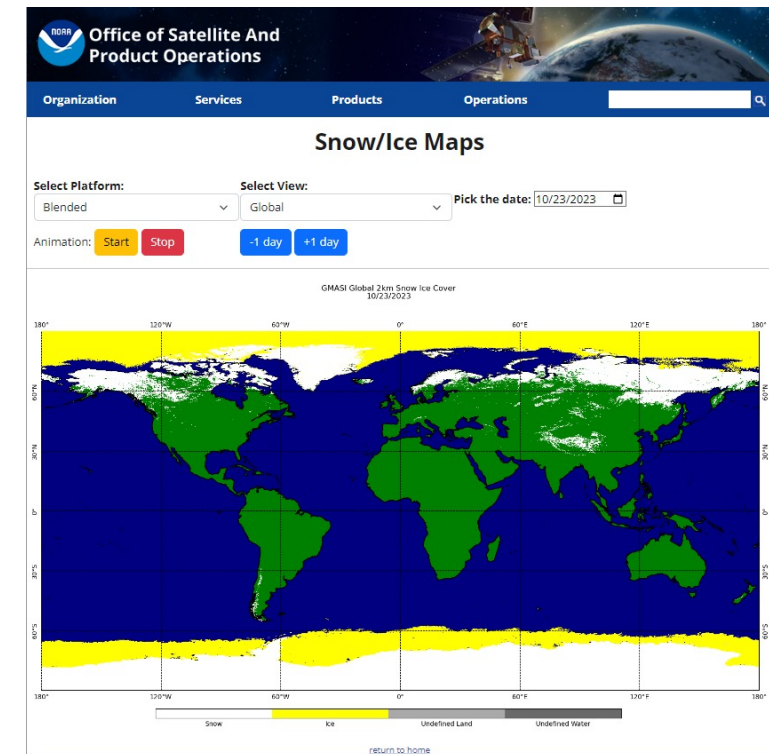 NOAA
Office of Satellite And
Product Operations
Organization Services Products Operations
Snow/Ice Maps
Select Platform: Select View:
Blended Global Pick the date: 10/23/2023
Animation: Start Stop -1 day +1 day
GMASI Global 2km Snow Ice Cover
10/23/2023
180° 120°W 60°W 0° 60°E 120°E 180°
60°N 60°N
30°N 30°N
0° 0°
30°S 30°S
60°S 60°S
180° 120°W 60°W 0° 60°E 120°E 180°
Snow Ice Undefined Land Undefined Water
return to home